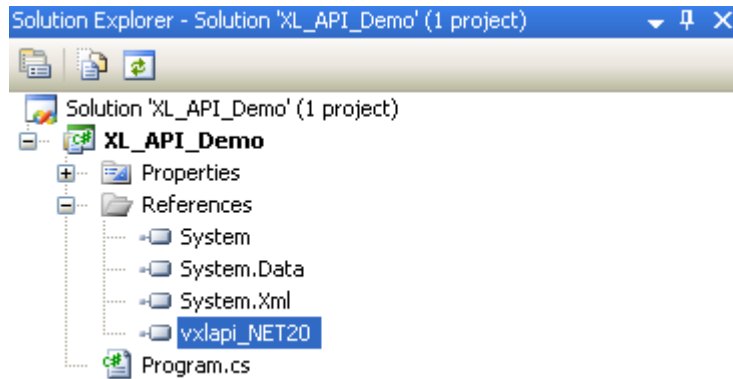 Solution Explorer - Solution 'XL_API_Demo' (1 project)
Solution 'XL_API_Demo' (1 project)
XL_API_Demo
Properties
References
System
System.Data
System.Xml
vxlapi_NET20
Program.cs